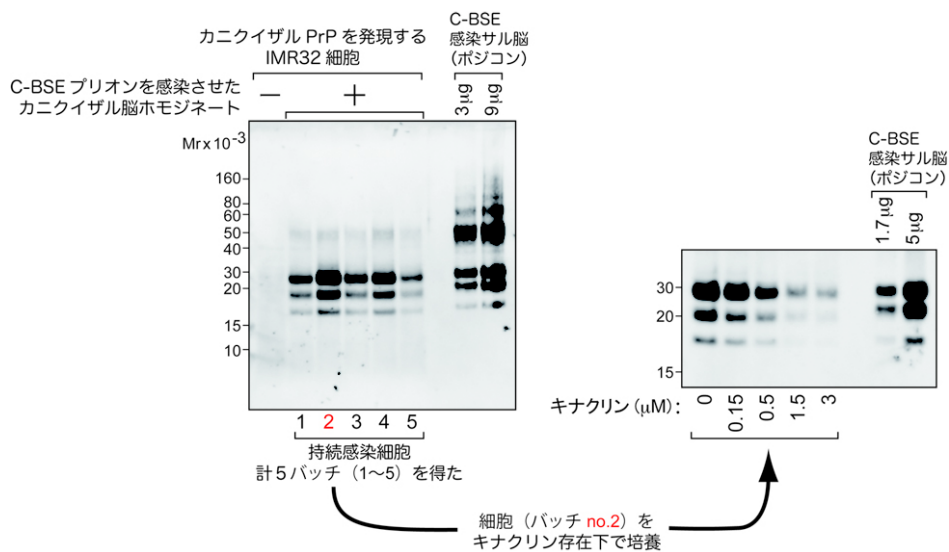 カニクイザル PrP を発現する
IMR32 細胞
C-BSE
感染サル脳
(ポジコン)
C-BSE プリオンを感染させた
カニクイザル脳ホモジネート
− +
3μg 9μg
Mr x 10-3
160
80
60
50
40
30
20
15
10
1 2 3 4 5
持続感染細胞
計5バッチ（1〜5）を得た
C-BSE
感染サル脳
(ポジコン)
1.7μg 5μg
30
20
15
キナクリン (μM) : 0 0.15 0.5 1.5 3
細胞（バッチ no.2）を
キナクリン存在下で培養